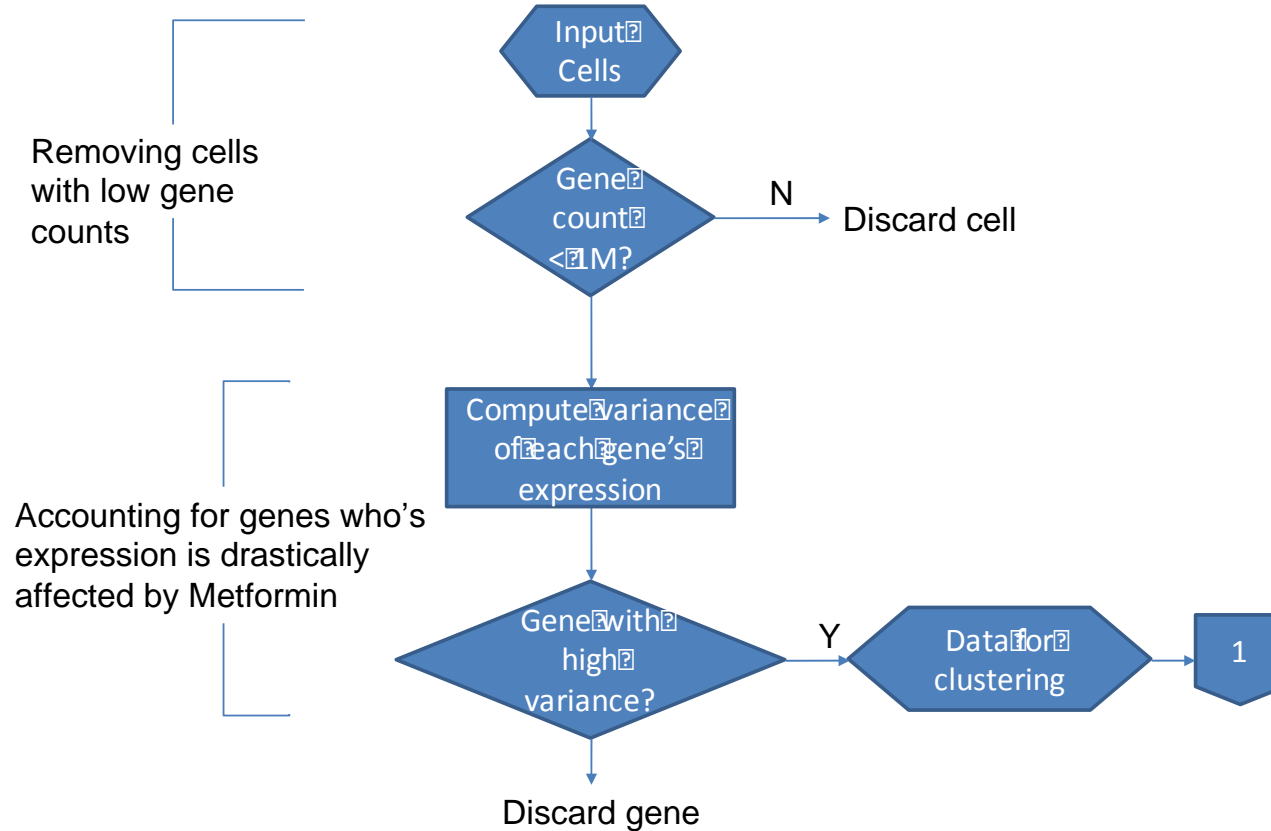 Input
Cells
Removing cells
with low gene
counts
Gene
count
< 1M?
N
Discard cell
Compute variance
of each gene's
expression
Accounting for genes who's
expression is drastically
affected by Metformin
Gene with
high
variance?
Y
Data for
clustering
1
Discard gene